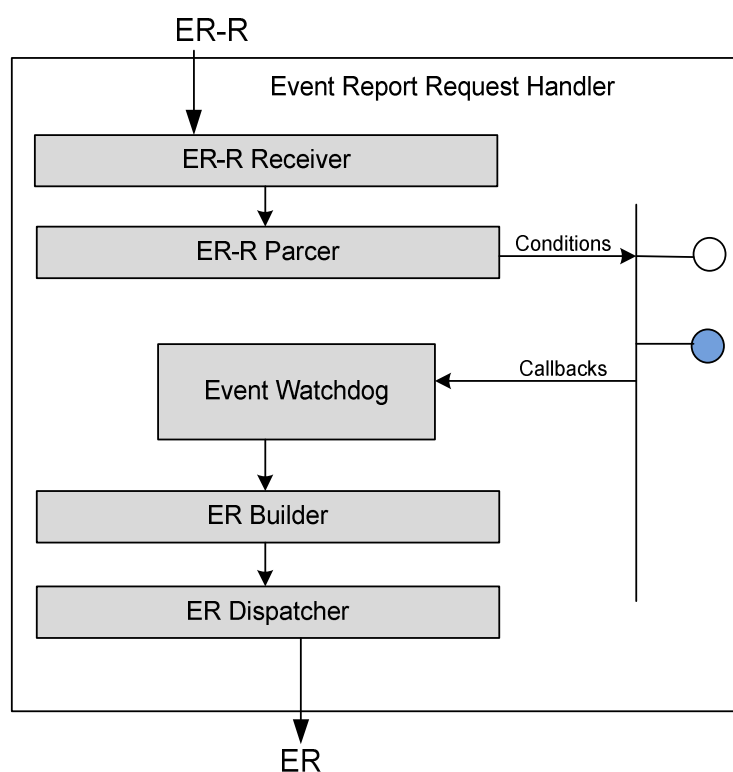 ER-R
Event Report Request Handler
ER-R Receiver
ER-R Parcer
Conditions
Callbacks
Event Watchdog
ER Builder
ER Dispatcher
ER